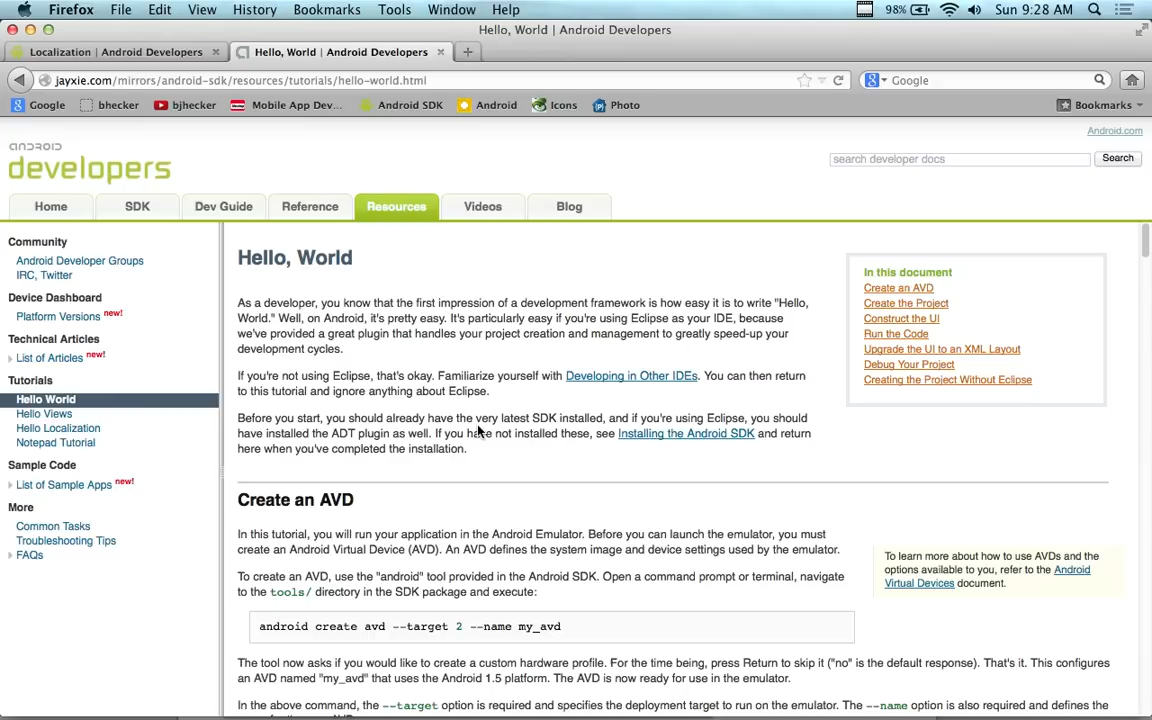 Firefox File Edit View History Bookmarks Tools Window Help 98% Sun 9:28 AM
Hello, World | Android Developers
Localization | Android Developers Hello, World | Android Developers
jayxie.com/mirrors/android-sdk/resources/tutorials/hello-world.html Google
Google bhecker bjhecker Mobile App Dev... Android SDK Android Icons Photo Bookmarks
Android.com
android
developers
search developer docs Search
Home SDK Dev Guide Reference Resources Videos Blog
Community
Android Developer Groups
IRC, Twitter
Device Dashboard
Platform Versions new!
Technical Articles
List of Articles new!
Tutorials
Hello World
Hello Views
Hello Localization
Notepad Tutorial
Sample Code
List of Sample Apps new!
More
Common Tasks
Troubleshooting Tips
FAQs
Hello, World
As a developer, you know that the first impression of a development framework is how easy it is to write "Hello,
World." Well, on Android, it's pretty easy. It's particularly easy if you're using Eclipse as your IDE, because
we've provided a great plugin that handles your project creation and management to greatly speed-up your
development cycles.
If you're not using Eclipse, that's okay. Familiarize yourself with Developing in Other IDEs. You can then return
to this tutorial and ignore anything about Eclipse.
Before you start, you should already have the very latest SDK installed, and if you're using Eclipse, you should
have installed the ADT plugin as well. If you have not installed these, see Installing the Android SDK and return
here when you've completed the installation.
In this document
Create an AVD
Create the Project
Construct the UI
Run the Code
Upgrade the UI to an XML Layout
Debug Your Project
Creating the Project Without Eclipse
Create an AVD
In this tutorial, you will run your application in the Android Emulator. Before you can launch the emulator, you must
create an Android Virtual Device (AVD). An AVD defines the system image and device settings used by the emulator.
To learn more about how to use AVDs and the
options available to you, refer to the Android
Virtual Devices document.
To create an AVD, use the "android" tool provided in the Android SDK. Open a command prompt or terminal, navigate
to the tools/ directory in the SDK package and execute:
android create avd --target 2 --name my_avd
The tool now asks if you would like to create a custom hardware profile. For the time being, press Return to skip it ("no" is the default response). That's it. This configures
an AVD named "my_avd" that uses the Android 1.5 platform. The AVD is now ready for use in the emulator.
In the above command, the --target option is required and specifies the deployment target to run on the emulator. The --name option is also required and defines the